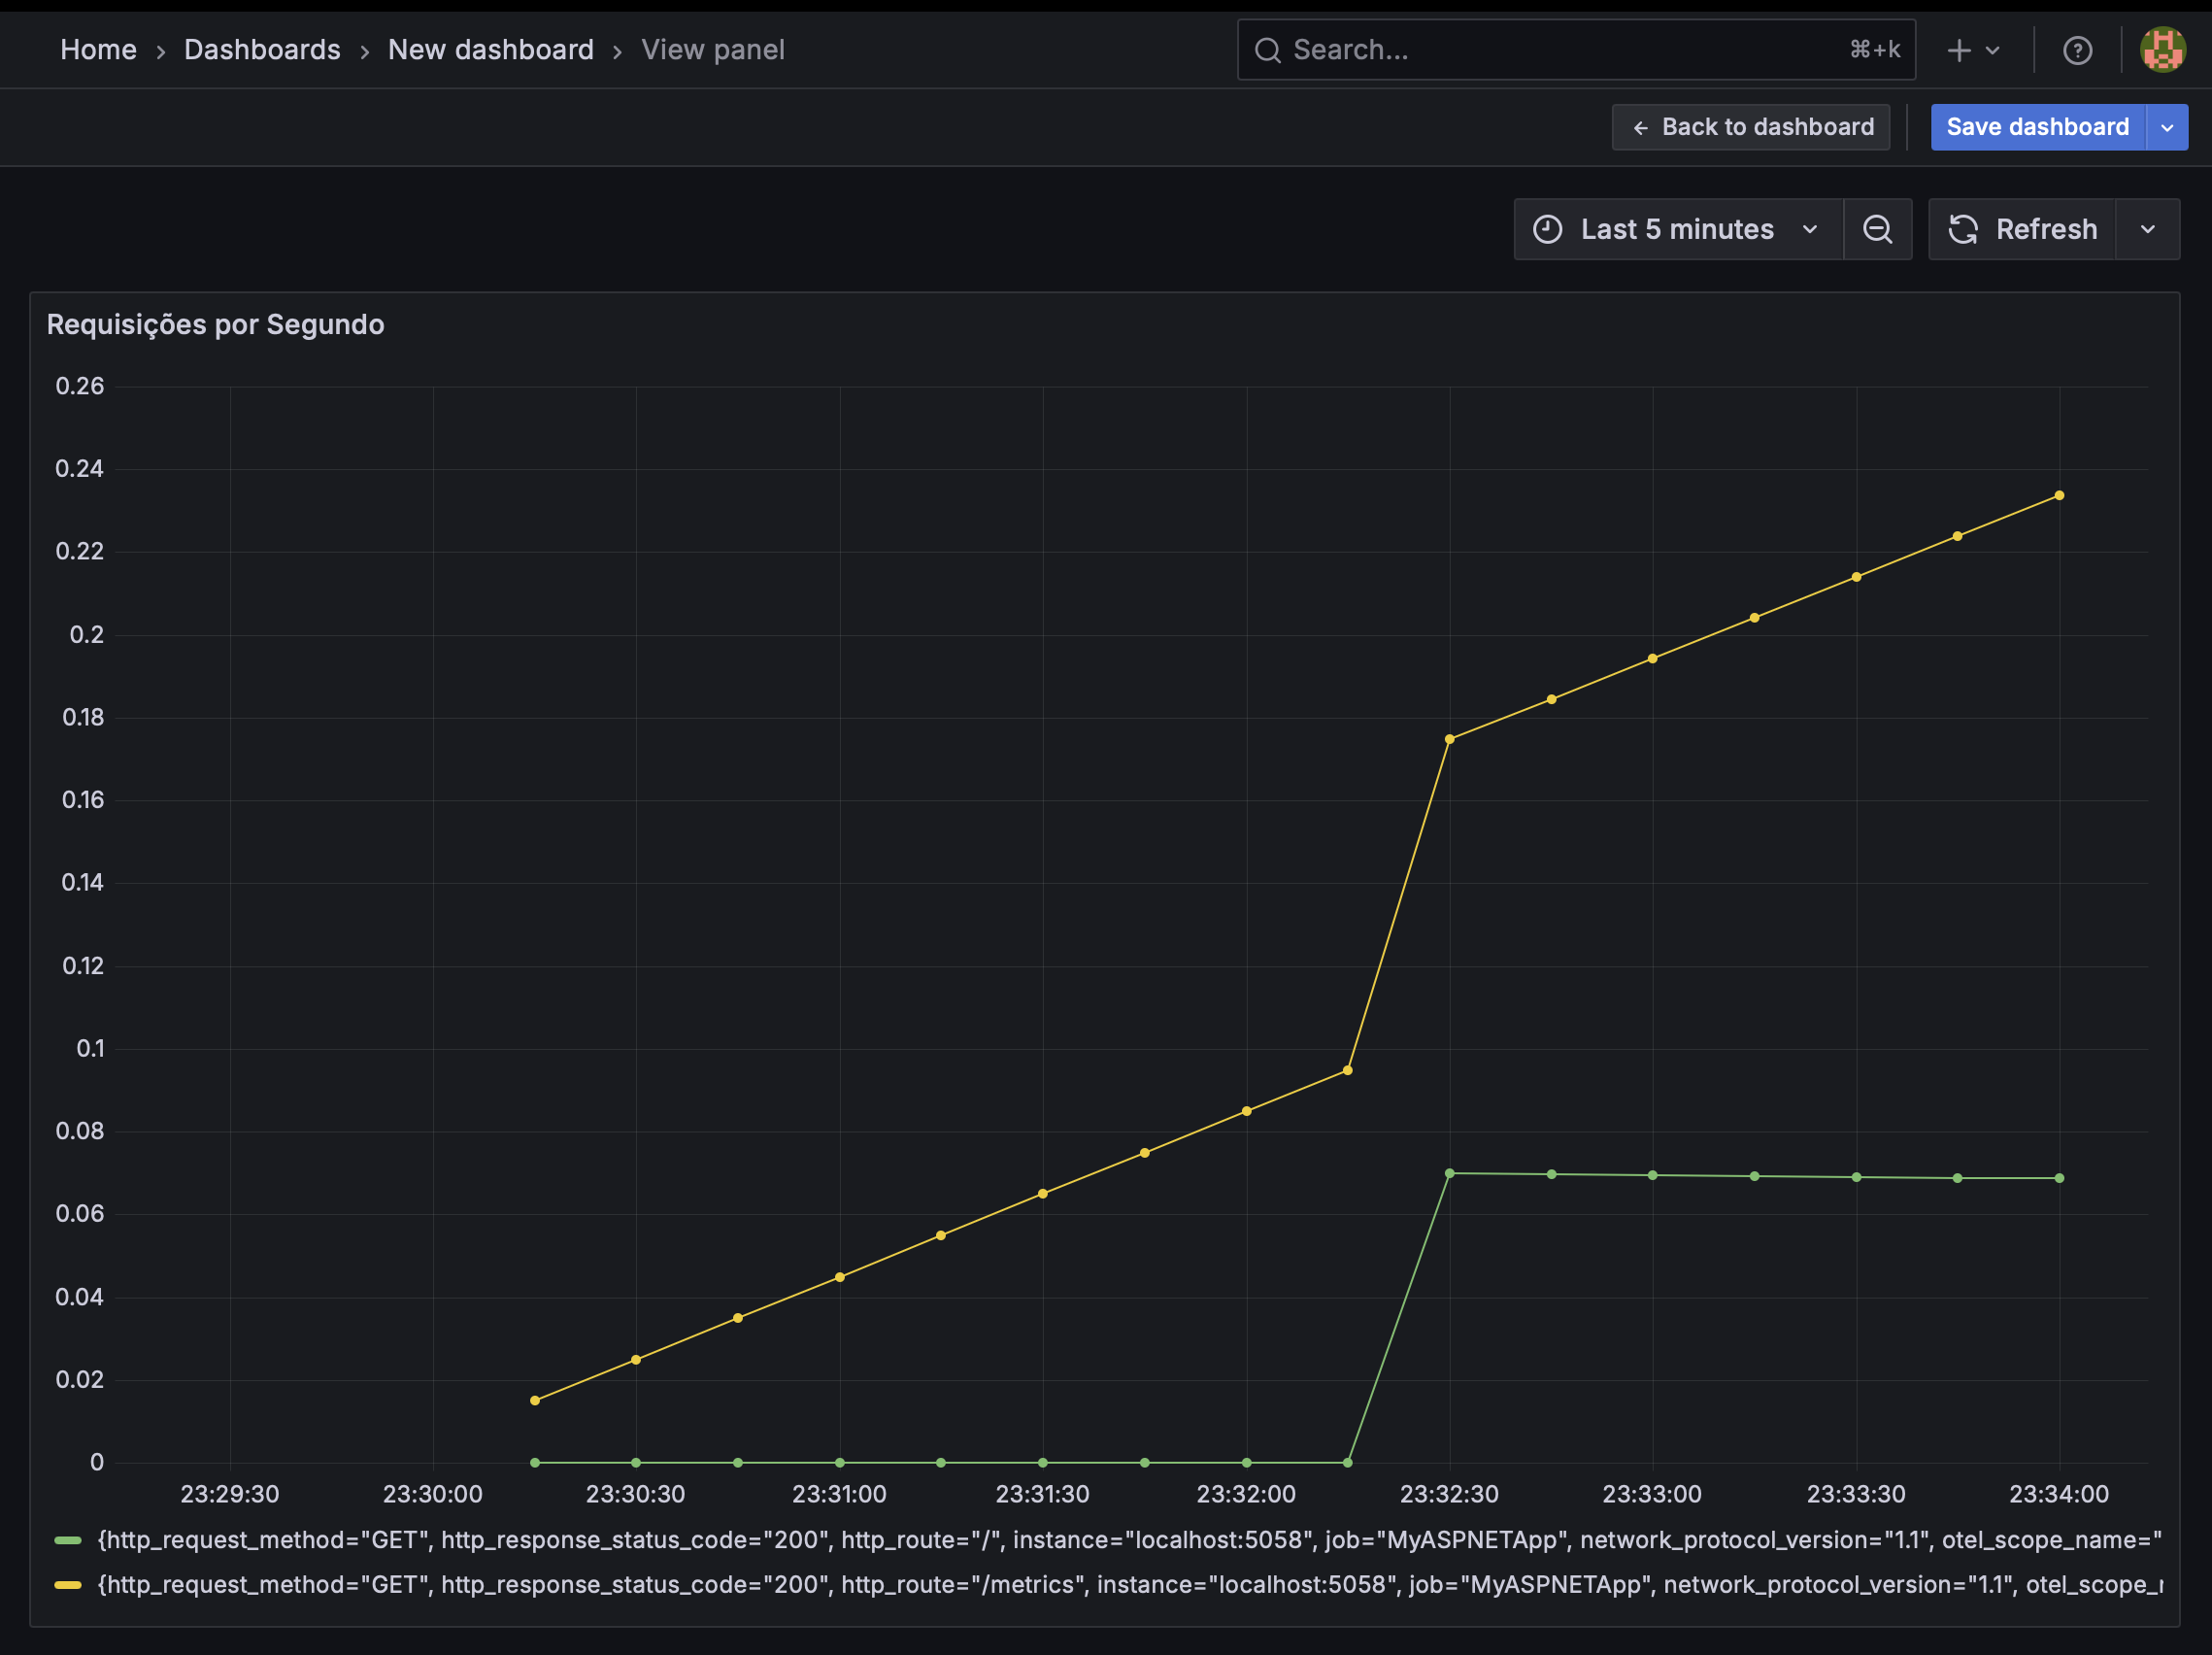 Home › Dashboards › New dashboard › View panel
Search... ⌘+k
← Back to dashboard
Save dashboard
Last 5 minutes
Refresh
Requisições por Segundo
0.26
0.24
0.22
0.2
0.18
0.16
0.14
0.12
0.1
0.08
0.06
0.04
0.02
0
23:29:30 23:30:00 23:30:30 23:31:00 23:31:30 23:32:00 23:32:30 23:33:00 23:33:30 23:34:00
{http_request_method="GET", http_response_status_code="200", http_route="/", instance="localhost:5058", job="MyASPNETApp", network_protocol_version="1.1", otel_scope_name="
{http_request_method="GET", http_response_status_code="200", http_route="/metrics", instance="localhost:5058", job="MyASPNETApp", network_protocol_version="1.1", otel_scope_